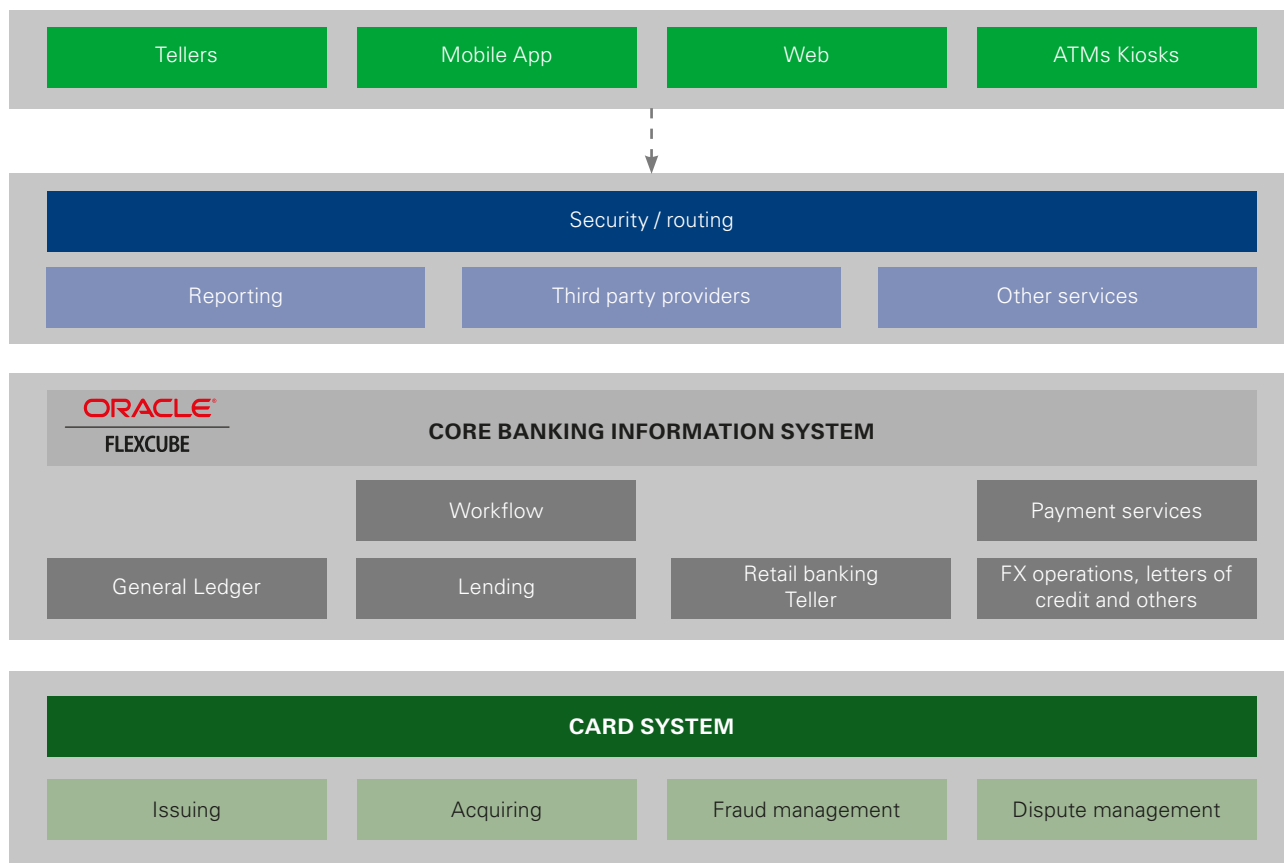 Tellers
Mobile App
Web
ATMs Kiosks
Security / routing
Reporting
Third party providers
Other services
ORACLE®
FLEXCUBE
CORE BANKING INFORMATION SYSTEM
Workflow
Payment services
General Ledger
Lending
Retail banking
Teller
FX operations, letters of
credit and others
CARD SYSTEM
Issuing
Acquiring
Fraud management
Dispute management